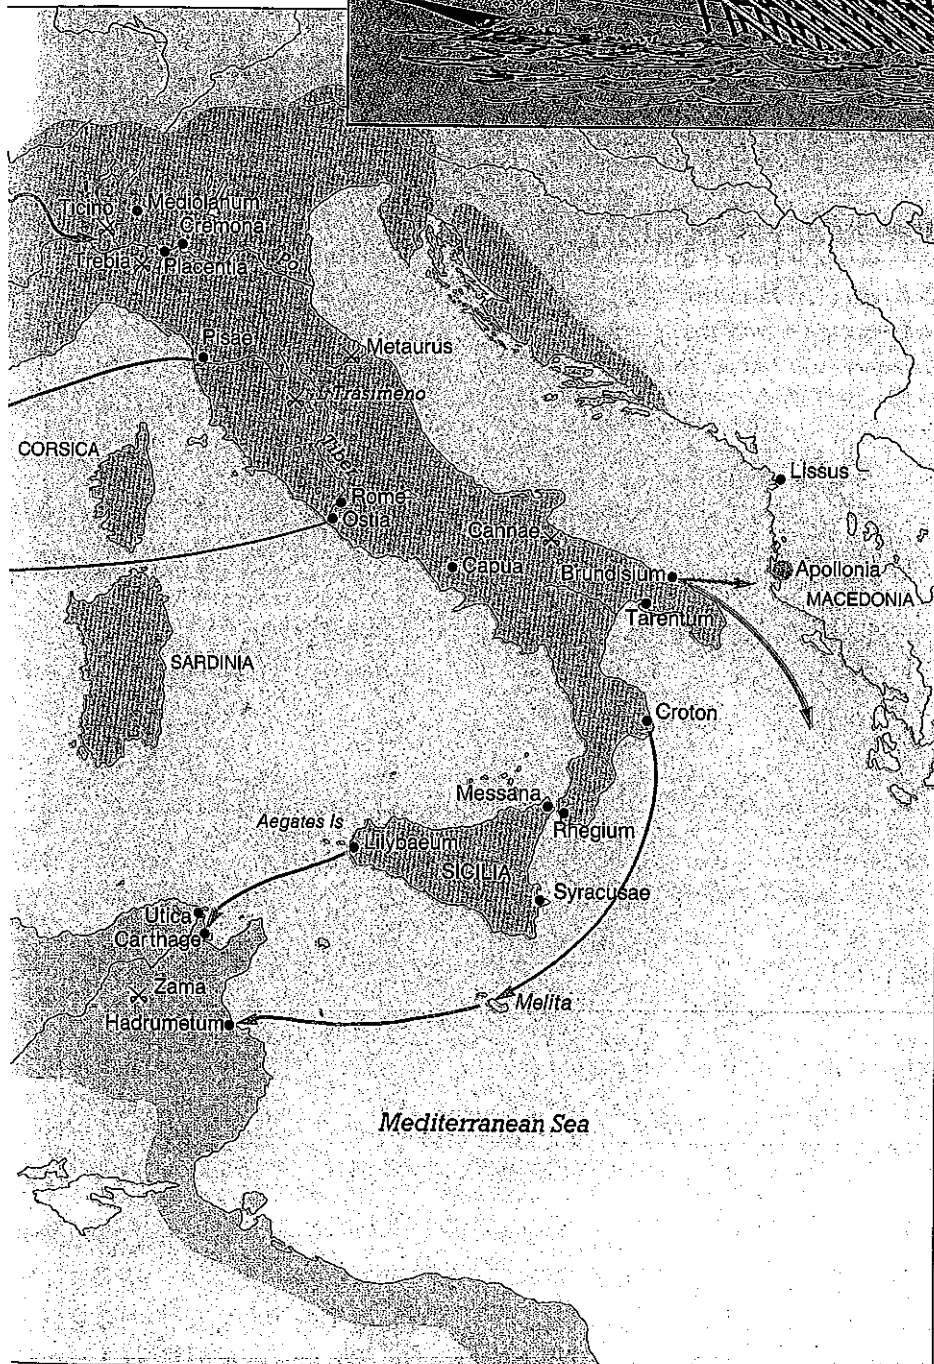 Ticino
Mediolanum
Cremona
Trebia
Placentia
Po
Pisae
Metaurus
L Trasimeno
CORSICA
Tiber
Rome
Ostia
Lissus
Cannae
Capua
Brundisium
Apollonia
MACEDONIA
Tarentum
SARDINIA
Croton
Messana
Rhegium
Aegates Is
Lilybaeum
SICILIA
Syracusae
Utica
Carthage
Zama
Melita
Hadrumetum
Mediterranean Sea